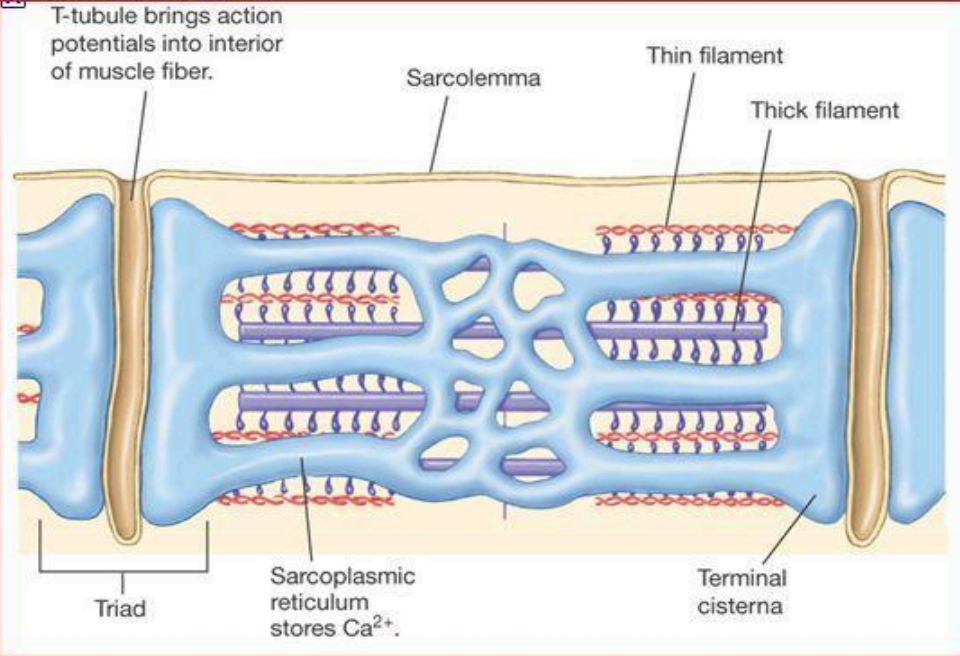 T-tubule brings action
potentials into interior
of muscle fiber.
Sarcolemma
Thin filament
Thick filament
Triad
Sarcoplasmic
reticulum
stores Ca²⁺.
Terminal
cisterna